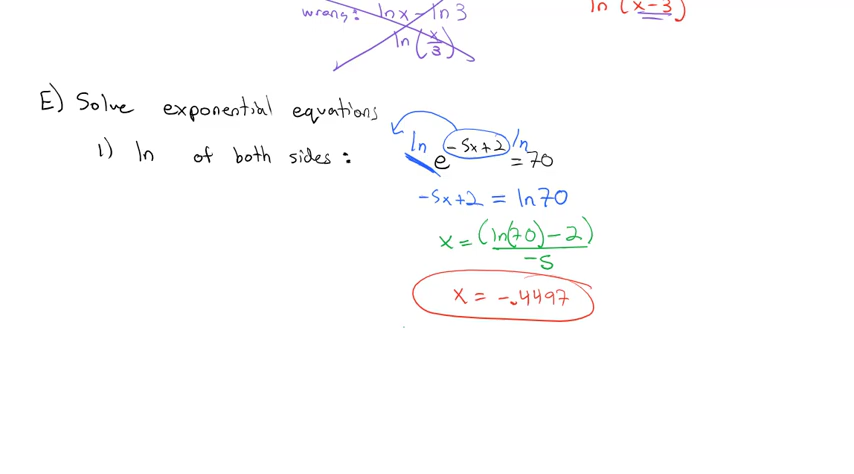 wrong: ln x - ln 3
ln (x/3)
ln (x-3)
E) Solve exponential equations
1) ln of both sides:
ln e^(-5x+2) = ln 70
-5x+2 = ln 70
x = (ln(70) - 2) / -5
x = -.4497